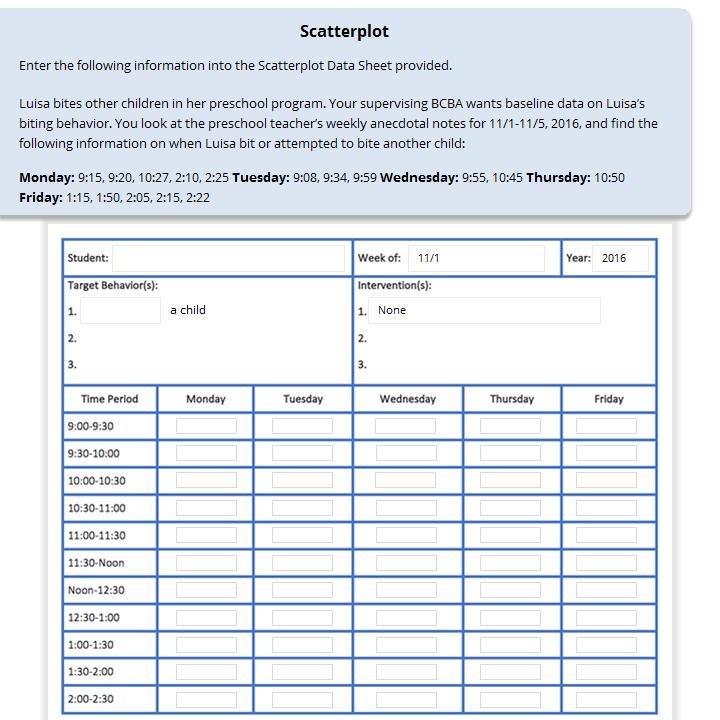 Scatterplot
Enter the following information into the Scatterplot Data Sheet provided.
Luisa bites other children in her preschool program. Your supervising BCBA wants baseline data on Luisa's
biting behavior. You look at the preschool teacher's weekly anecdotal notes for 11/1-11/5, 2016, and find the
following information on when Luisa bit or attempted to bite another child:
Monday: 9:15, 9:20, 10:27, 2:10, 2:25 Tuesday: 9:08, 9:34, 9:59 Wednesday: 9:55, 10:45 Thursday: 10:50
Friday: 1:15, 1:50, 2:05, 2:15, 2:22
Student: Week of: 11/1 Year: 2016
Target Behavior(s): Intervention(s):
1. a child 1. None
2. 2.
3. 3.
Time Period Monday Tuesday Wednesday Thursday Friday
9:00-9:30
9:30-10:00
10:00-10:30
10:30-11:00
11:00-11:30
11:30-Noon
Noon-12:30
12:30-1:00
1:00-1:30
1:30-2:00
2:00-2:30